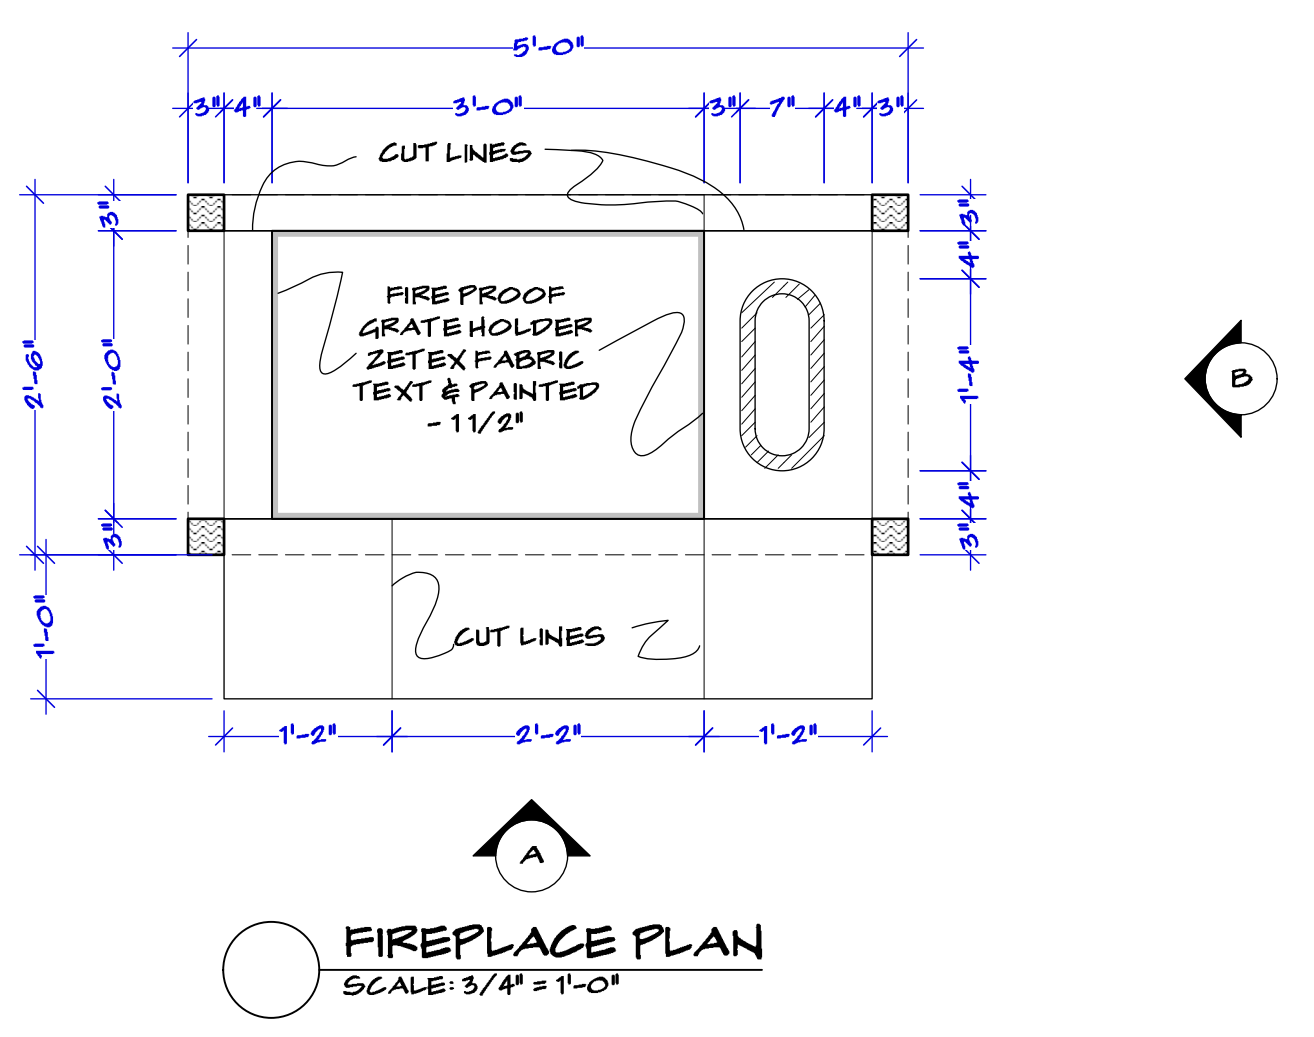 5'-0"
3" 4" 3'-0" 3" 7" 4" 3"
CUT LINES
3" 3"
4"
FIRE PROOF
GRATE HOLDER
ZETEX FABRIC
TEXT & PAINTED
- 1 1/2"
2'-6" 2'-0" 1'-4"
B
4"
3" 3"
1'-0"
CUT LINES
1'-2" 2'-2" 1'-2"
A
FIREPLACE PLAN
SCALE: 3/4" = 1'-0"